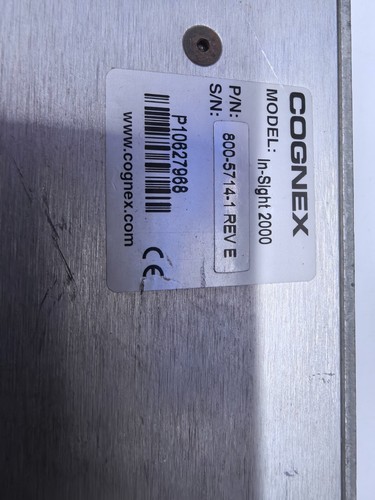 COGNEX
MODEL: In-Sight 2000
P/N: 800-5714-1 REV E
S/N:
P10627968
www.cognex.com
CE